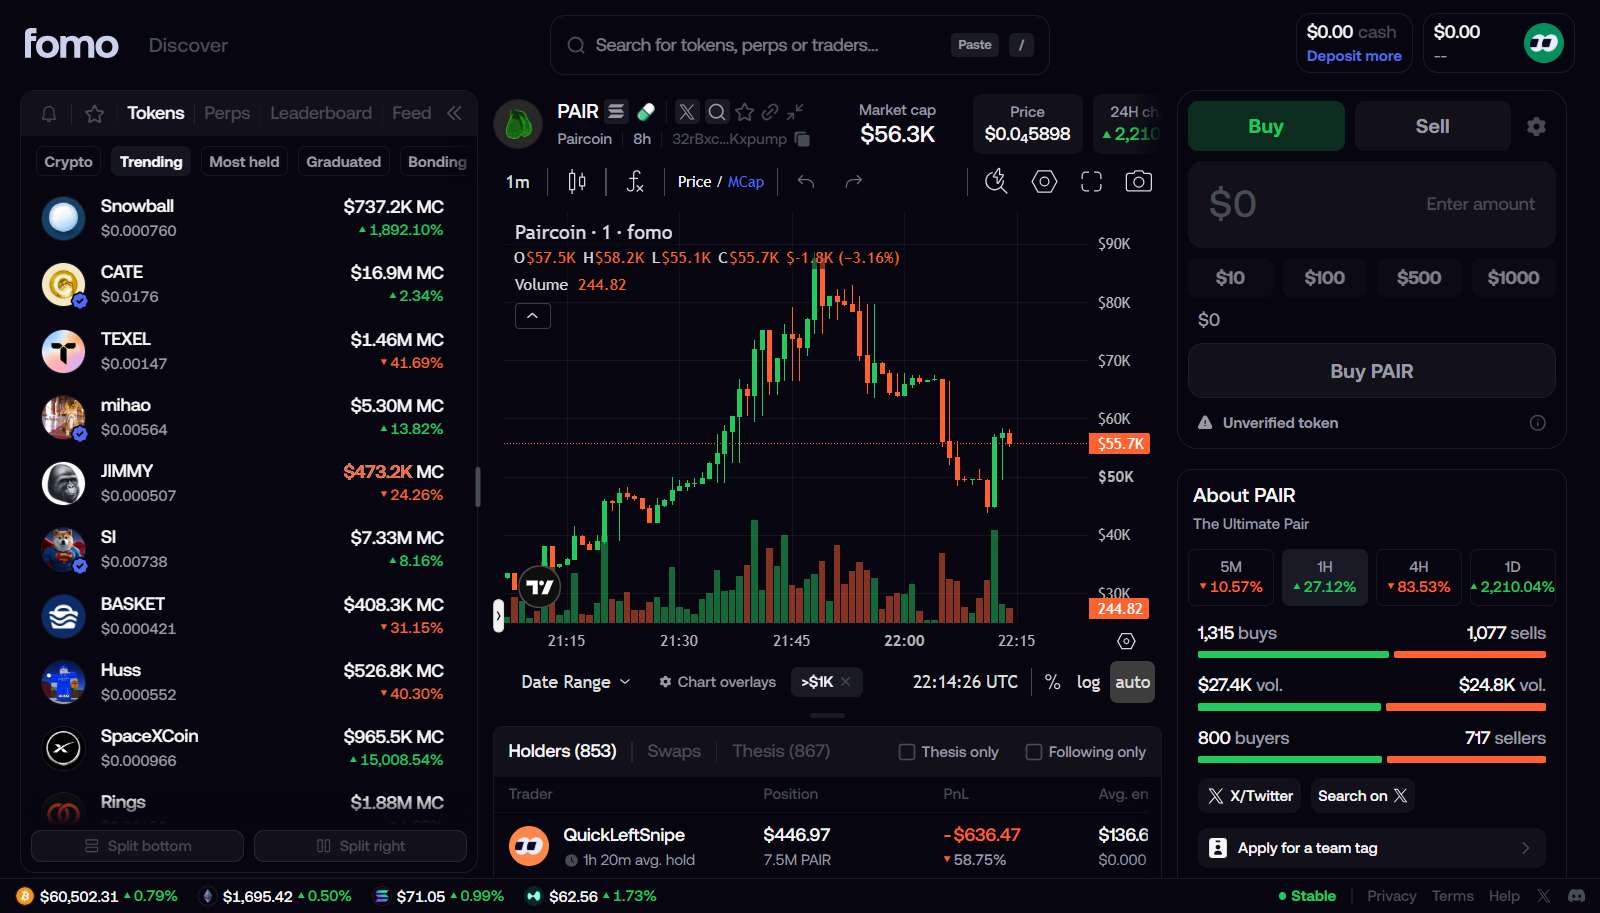 fomo
Discover
Search for tokens, perps or traders...
Paste
/
$0.00 cash
Deposit more
$0.00
--
Tokens Perps Leaderboard Feed
Crypto Trending Most held Graduated Bonding
Snowball $737.2K MC
$0.000760 1,892.10%
CATE $16.9M MC
$0.0176 2.34%
TEXEL $1.46M MC
$0.00147 41.69%
mihao $5.30M MC
$0.00564 13.82%
JIMMY $473.2K MC
$0.000507 24.26%
SI $7.33M MC
$0.00738 8.16%
BASKET $408.3K MC
$0.000421 31.15%
Huss $526.8K MC
$0.000552 40.30%
SpaceXCoin $965.5K MC
$0.000966 15,008.54%
Rings $1.88M MC
Split bottom Split right
PAIR
Paircoin 8h 32rBxc...Kxpump
Market cap
$56.3K
Price
$0.0₄5898
24H ch
2,210
1m Price / MCap
Paircoin · 1 · fomo
O$57.5K H$58.2K L$55.1K C$55.7K $-1.8K (−3.16%)
Volume 244.82
$90K
$80K
$70K
$60K
$55.7K
$50K
$40K
$30K
244.82
21:15 21:30 21:45 22:00 22:15
Date Range Chart overlays >$1K 22:14:26 UTC % log auto
Holders (853) Swaps Thesis (867) Thesis only Following only
Trader Position PnL Avg. en
QuickLeftSnipe $446.97 -$636.47 $136.6
1h 20m avg. hold 7.5M PAIR 58.75% $0.000
Buy Sell
$0 Enter amount
$10 $100 $500 $1000
$0
Buy PAIR
Unverified token
About PAIR
The Ultimate Pair
5M 1H 4H 1D
10.57% 27.12% 83.53% 2,210.04%
1,315 buys 1,077 sells
$27.4K vol. $24.8K vol.
800 buyers 717 sellers
X/Twitter Search on X
Apply for a team tag
$60,502.31 0.79% $1,695.42 0.50% $71.05 0.99% $62.56 1.73%
Stable Privacy Terms Help